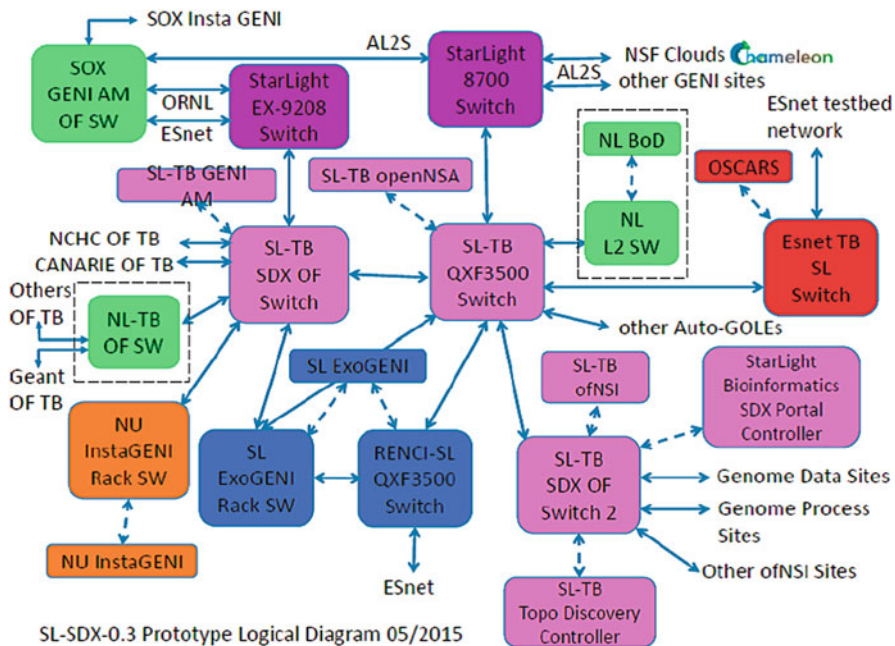 SOX Insta GENI
AL2S
SOX
GENI AM
OF SW
ORNL
ESnet
StarLight
EX-9208
Switch
StarLight
8700
Switch
AL2S
NSF Clouds Chameleon
other GENI sites
ESnet testbed
network
NL BoD
OSCARS
SL-TB GENI
AM
SL-TB openNSA
NL
L2 SW
NCHC OF TB
CANARIE OF TB
SL-TB
SDX OF
Switch
SL-TB
QXF3500
Switch
Esnet TB
SL
Switch
Others
OF TB
NL-TB
OF SW
Geant
OF TB
other Auto-GOLEs
SL ExoGENI
SL-TB
ofNSI
StarLight
Bioinformatics
SDX Portal
Controller
NU
InstaGENI
Rack SW
SL
ExoGENI
Rack SW
RENCI-SL
QXF3500
Switch
SL-TB
SDX OF
Switch 2
Genome Data Sites
Genome Process
Sites
Other ofNSI Sites
NU InstaGENI
ESnet
SL-TB
Topo Discovery
Controller
SL-SDX-0.3 Prototype Logical Diagram 05/2015